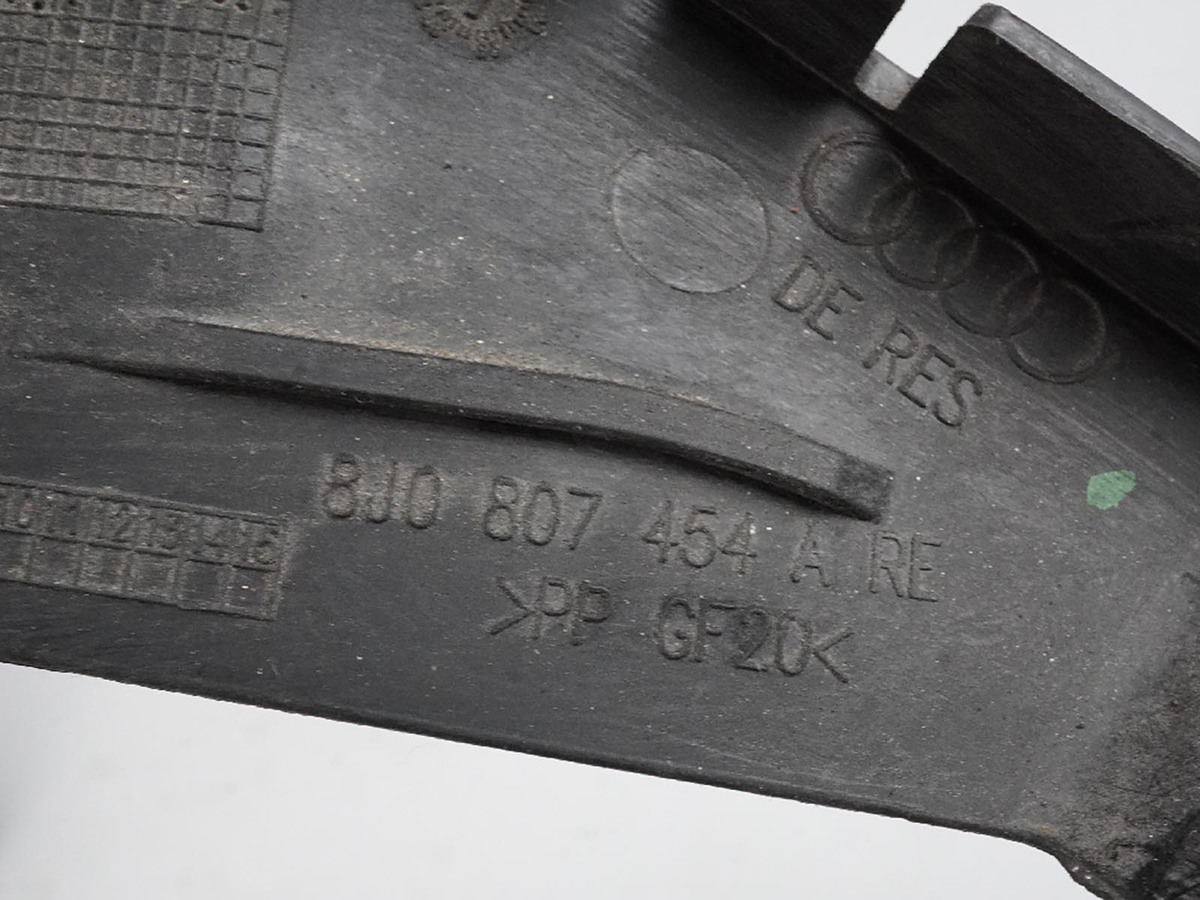 DE RES
8J0 807 454 A RE
>PP GF20<